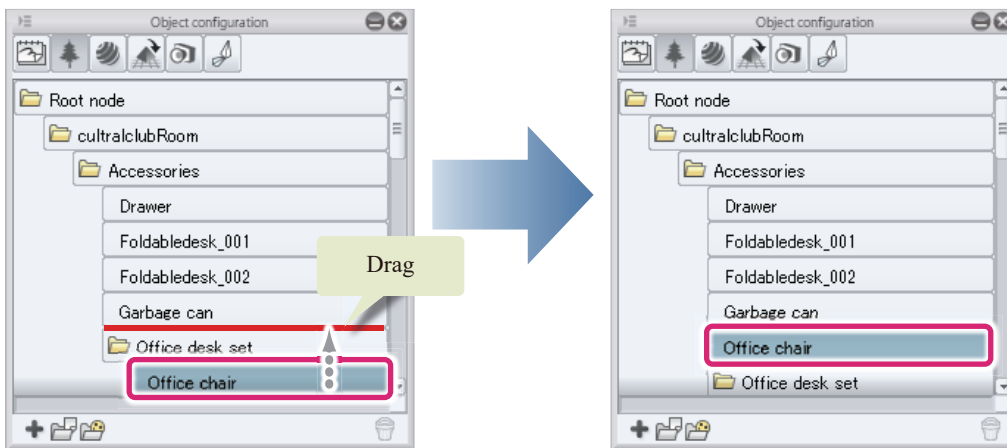 Object configuration
Root node
cultralclubRoom
Accessories
Drawer
Foldabledesk_001
Foldabledesk_002
Garbage can
Office desk set
Office chair
Drag
Object configuration
Root node
cultralclubRoom
Accessories
Drawer
Foldabledesk_001
Foldabledesk_002
Garbage can
Office chair
Office desk set